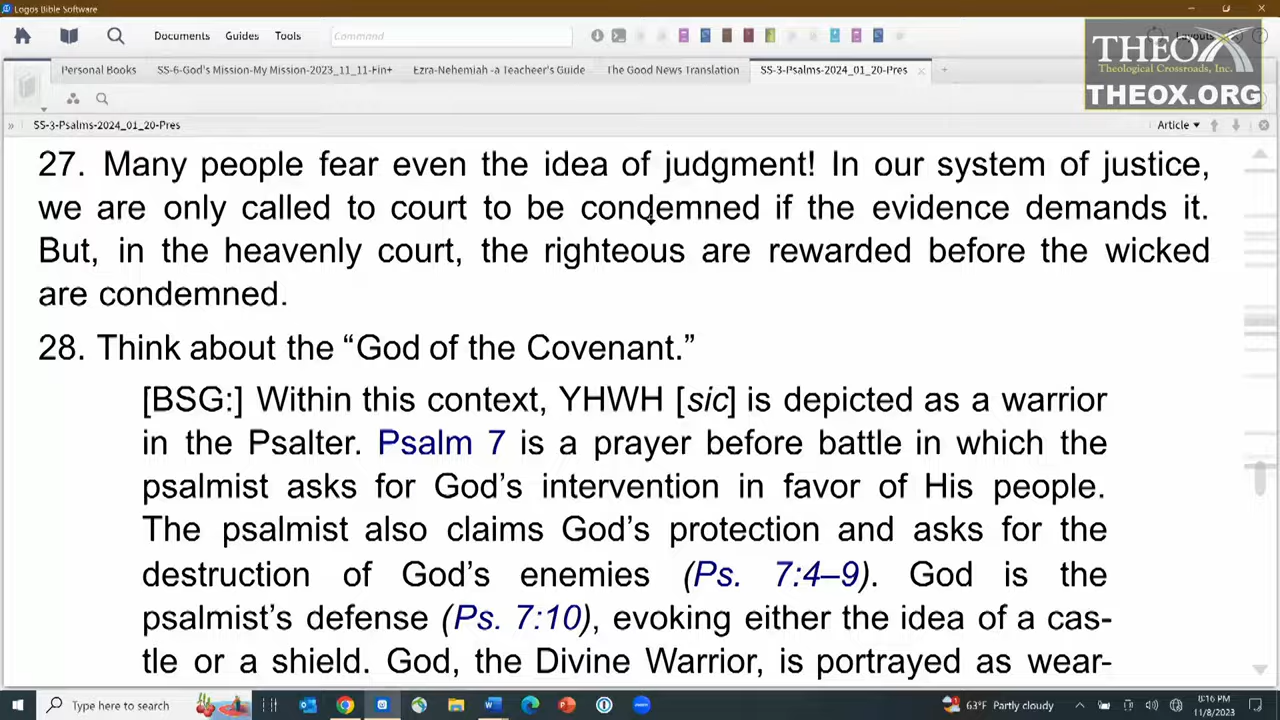 Logos Bible Software
Documents Guides Tools Command Layouts
THEOX
Theological Crossroads, Inc.
THEOX.ORG
Personal Books SS-6-God's Mission-My Mission-2023_11_11-Fin+ The Good News Translation SS-3-Psalms-2024_01_20-Pres
SS-3-Psalms-2024_01_20-Pres Article
27. Many people fear even the idea of judgment! In our system of justice,
we are only called to court to be condemned if the evidence demands it.
But, in the heavenly court, the righteous are rewarded before the wicked
are condemned.
28. Think about the “God of the Covenant.”
[BSG:] Within this context, YHWH [sic] is depicted as a warrior
in the Psalter. Psalm 7 is a prayer before battle in which the
psalmist asks for God’s intervention in favor of His people.
The psalmist also claims God’s protection and asks for the
destruction of God’s enemies (Ps. 7:4–9). God is the
psalmist’s defense (Ps. 7:10), evoking either the idea of a cas-
tle or a shield. God, the Divine Warrior, is portrayed as wear-
Type here to search 63°F Partly cloudy 8:16 PM
11/8/2023